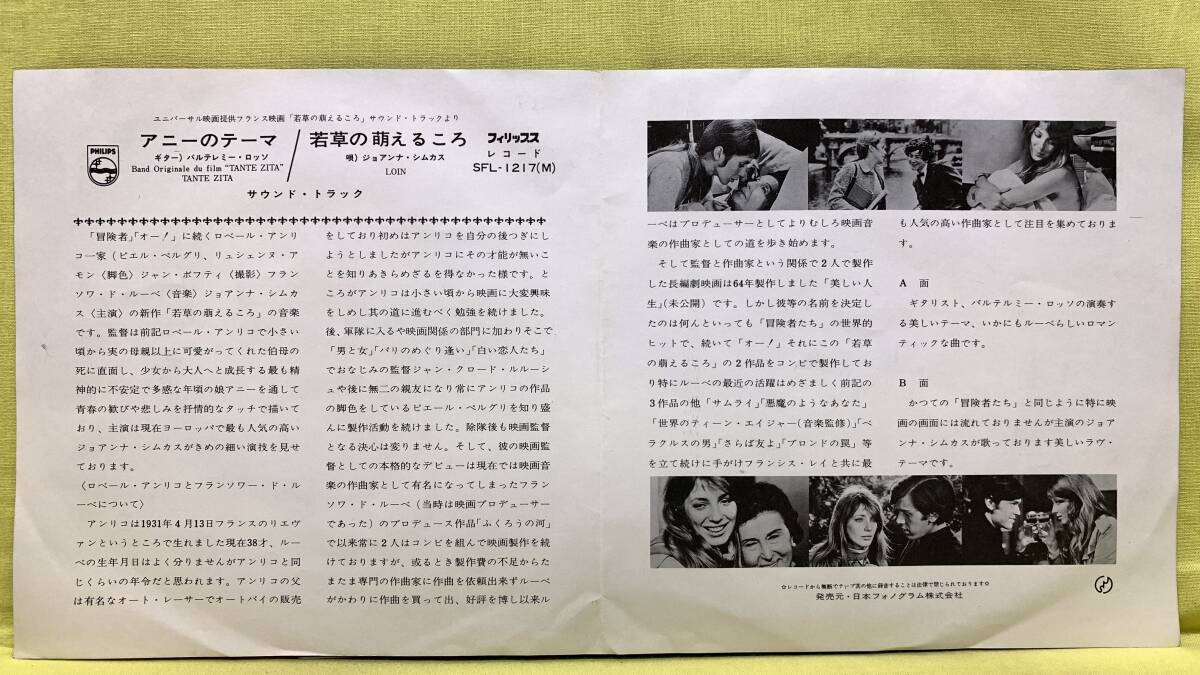 ユニバーサル映画提供フランス映画「若草の萌えるころ」サウンド・トラックより
PHILIPS
アニーのテーマ／若草の萌えるころ
フィリップス
レコード
SFL-1217(M)
ギター）バルテレミー・ロッソ
唄）ジョアンナ・シムカス
Band Originale du film "TANTE ZITA"
TANTE ZITA
LOIN
サウンド・トラック
「冒険者」「オー！」に続くロベール・アンリ
コ一家（ピエル・ペルグリ、リュシェンヌ・ア
モン〈脚色〉ジャン・ボフティ〈撮影〉フラン
ソワ・ド・ルーベ〈音楽〉ジョアンナ・シムカ
ス〈主演〉の新作「若草の萌えるころ」の音楽
です。監督は前記ロベール・アンリコで小さい
頃から実の母親以上に可愛がってくれた伯母の
死に直面し、少女から大人へと成長する最も精
神的に不安定で多感な年頃の娘アニーを通して
青春の歓びや悲しみを抒情的なタッチで描いて
おり、主演は現在ヨーロッパで最も人気の高い
ジョアンナ・シムカスがきめの細い演技を見せ
ております。
〈ロベール・アンリコとフランソワー・ド・ル
ーベについて〉
アンリコは1931年4月13日フランスのリエヴ
ァンというところで生れました現在38才、ルー
ベの生年月日はよく分りませんがアンリコと同
じくらいの年令だと思われます。アンリコの父
は有名なオート・レーサーでオートバイの販売
をしており初めはアンリコを自分の後つぎにし
ようとしましたがアンリコにその才能が無いこ
とを知りあきらめざるを得なかった様です。と
ころがアンリコは小さい頃から映画に大変興味
をしめし其の道に進むべく勉強を続けました。
後、軍隊に入るや映画関係の部門に加わりそこで
「男と女」「パリのめぐり逢い」「白い恋人たち」
でおなじみの監督ジャン・クロード・ルルーシ
ュや後に無二の親友になり常にアンリコの作品
の脚色をしているピエール・ペルグリを知り盛
んに製作活動を続けました。除隊後も映画監督
となる決心は変りません。そして、彼の映画監
督としての本格的なデビューは現在では映画音
楽の作曲家として有名になってしまったフラン
ソワ・ド・ルーベ（当時は映画プロデューサー
であった）のプロデュース作品「ふくろうの河」
で以来常に2人はコンビを組んで映画製作を続
けておりますが、或るとき製作費の不足からた
またま専門の作曲家に作曲を依頼出来ずルーベ
がかわりに作曲を買って出、好評を博し以来ル
ーベはプロデューサーとしてよりむしろ映画音
楽の作曲家としての道を歩き始めます。
そして監督と作曲家という関係で2人で製作
した長編劇映画は64年製作しました「美しい人
生」（未公開）です。しかし彼等の名前を決定し
たのは何んといっても「冒険者たち」の世界的
ヒットで、続いて「オー！」それにこの「若草
の萌えるころ」の2作品をコンビで製作してお
り特にルーベの最近の活躍はめざましく前記の
3作品の他「サムライ」「悪魔のようなあなた」
「世界のティーン・エイジャー（音楽監修）」「ベ
ラクルスの男」「さらば友よ」「ブロンドの罠」等
を立て続けに手がけフランシス・レイと共に最
も人気の高い作曲家として注目を集めておりま
す。
A　面
ギタリスト、バルテルミー・ロッソの演奏す
る美しいテーマ、いかにもルーベらしいロマン
ティックな曲です。
B　面
かつての「冒険者たち」と同じように特に映
画の画面には流れておりませんが主演のジョア
ンナ・シムカスが歌っております美しいラヴ・
テーマです。
☆レコードから無断でテープ其の他に録音することは法律で禁じられております☆
発売元・日本フォノグラム株式会社